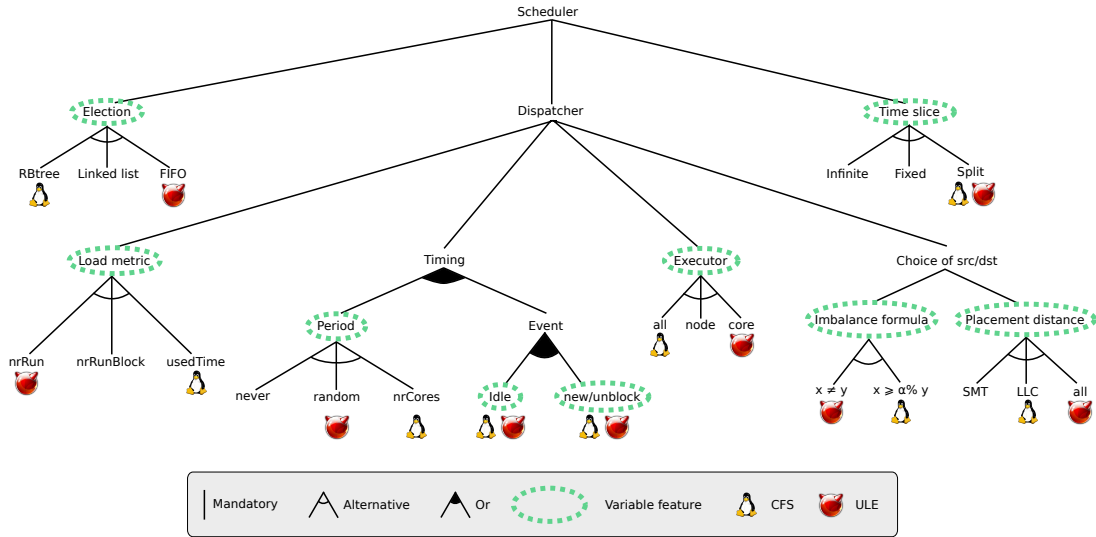 Scheduler
Election
Dispatcher
Time slice
RBtree
Linked list
FIFO
Infinite
Fixed
Split
Load metric
Timing
Executor
Choice of src/dst
Period
Event
all
node
core
Imbalance formula
Placement distance
nrRun
nrRunBlock
usedTime
never
random
nrCores
Idle
new/unblock
x ≠ y
x ⩾ α% y
SMT
LLC
all
Mandatory
Alternative
Or
Variable feature
CFS
ULE